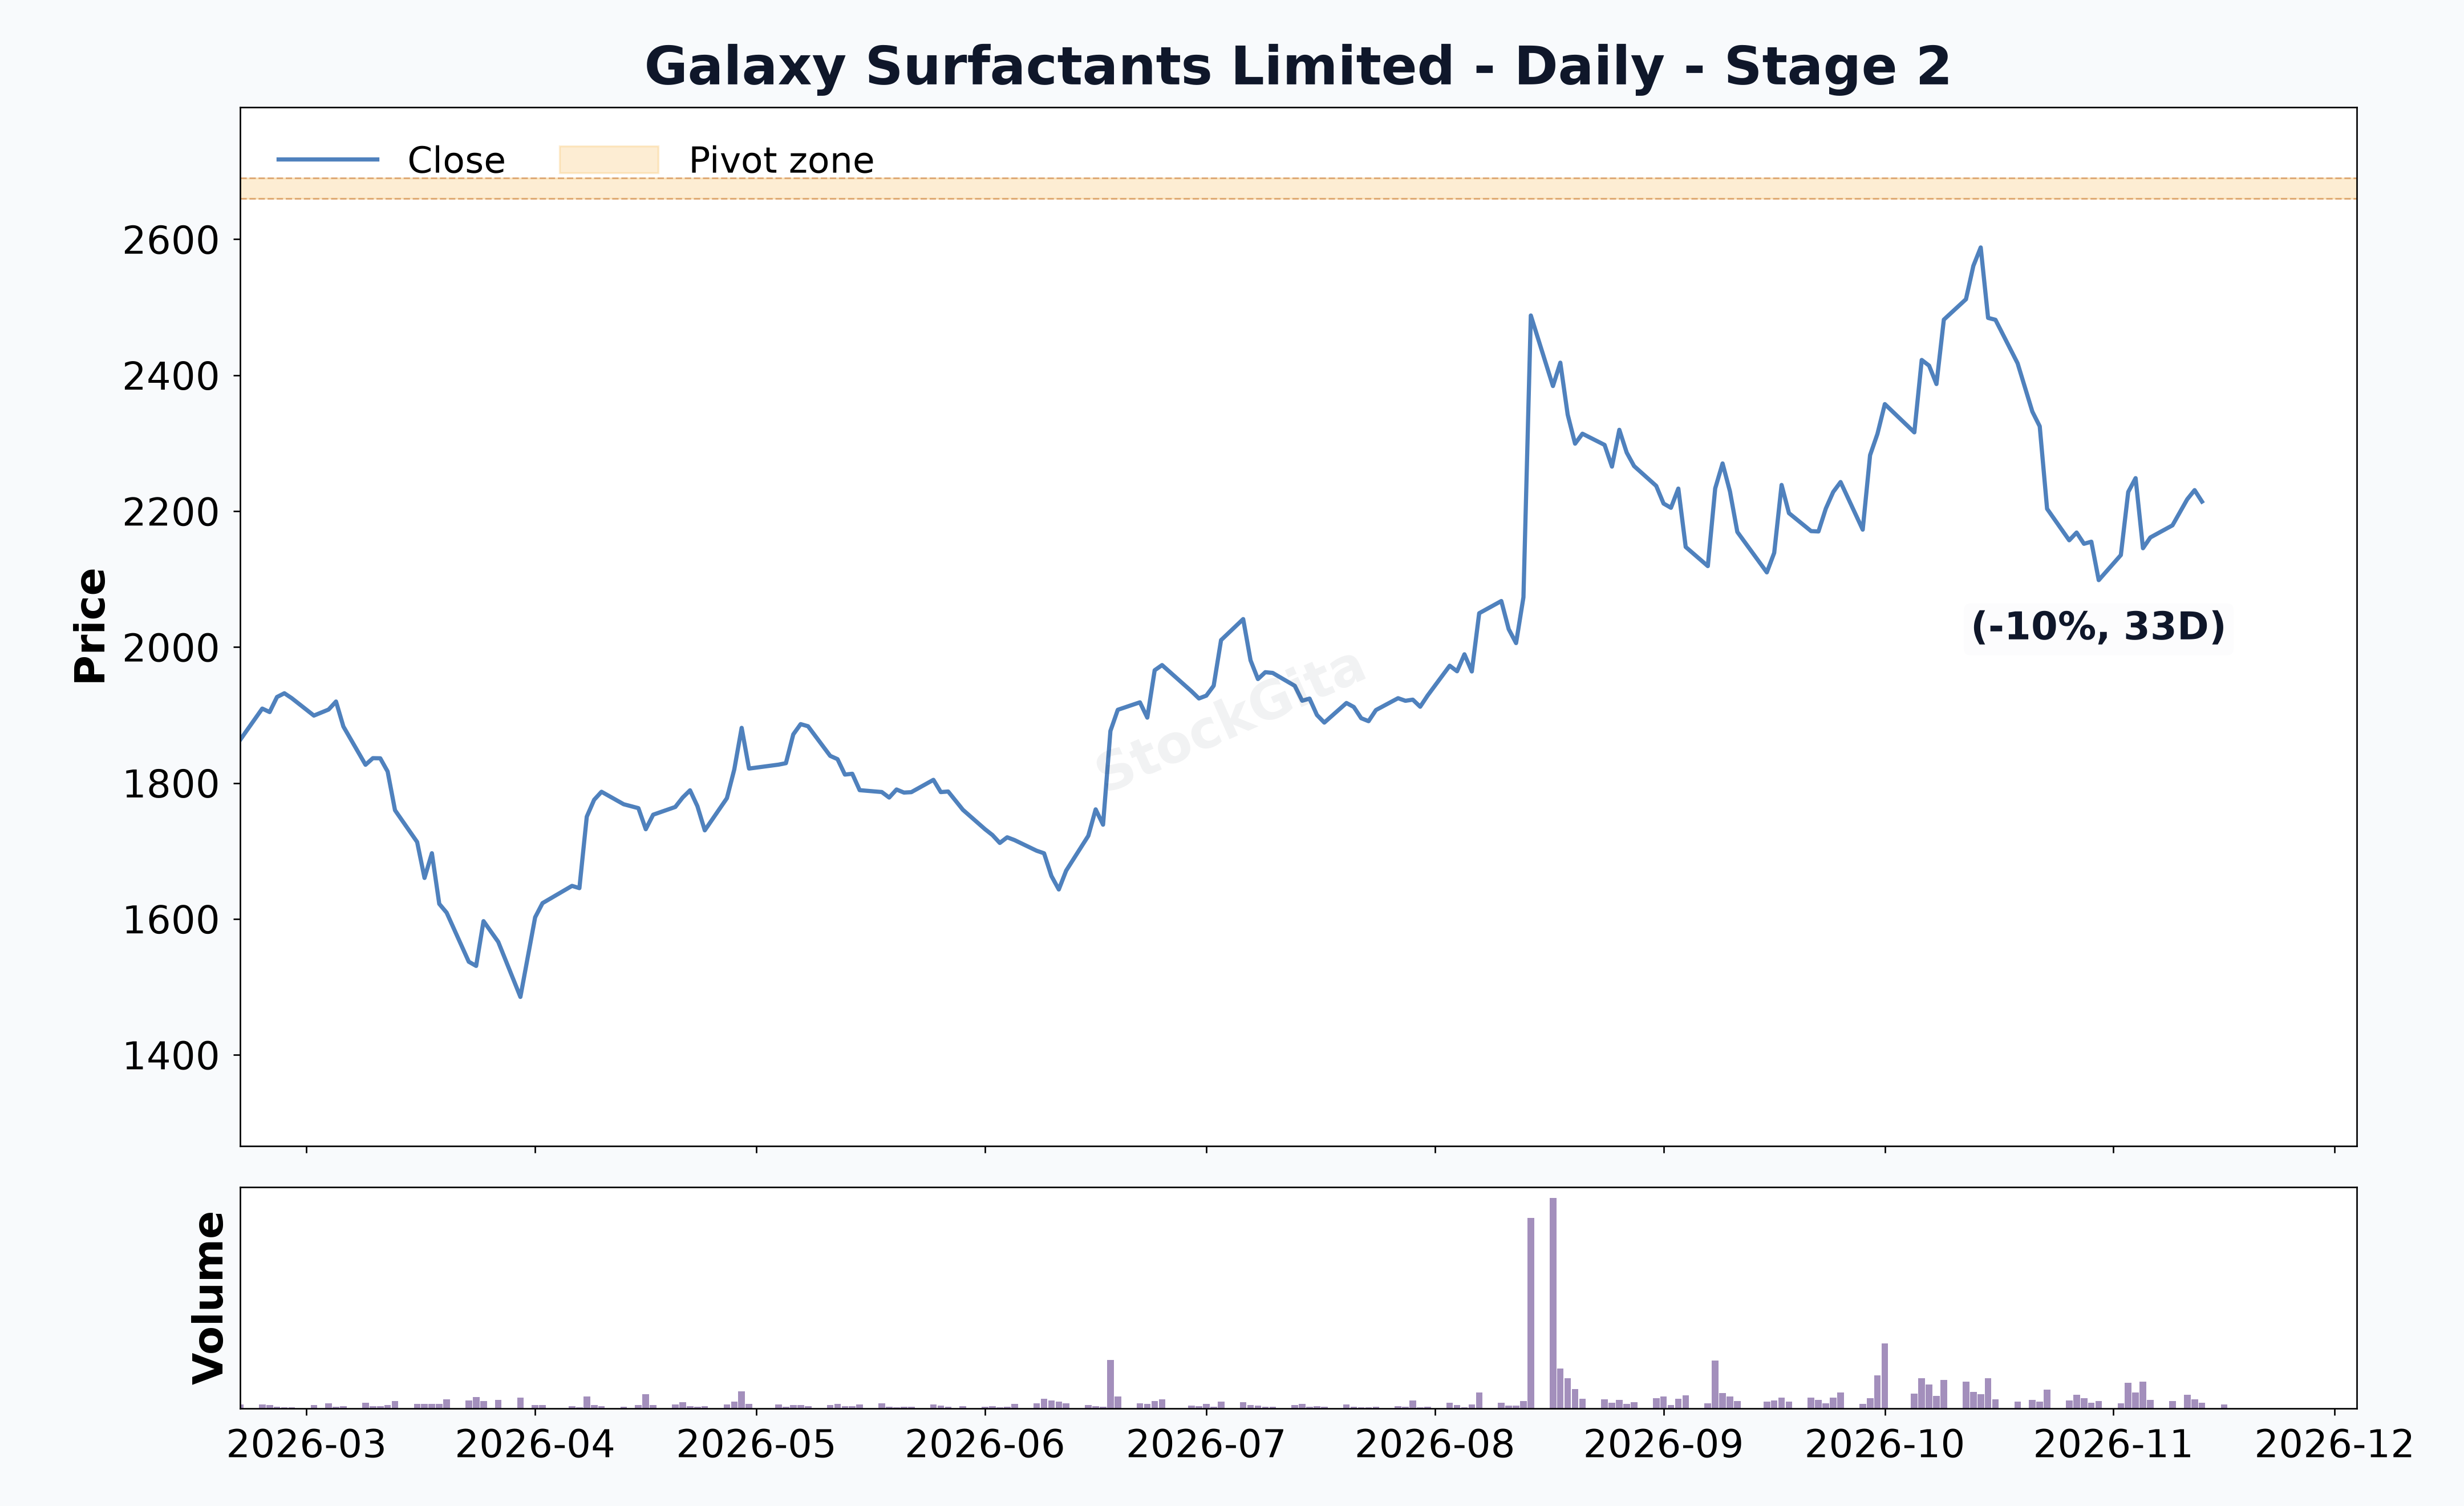 Galaxy Surfactants Limited - Daily - Stage 2
Close
Pivot zone
Price
2600
2400
2200
2000
1800
1600
1400
(-10%, 33D)
StockGita
Volume
2026-03
2026-04
2026-05
2026-06
2026-07
2026-08
2026-09
2026-10
2026-11
2026-12